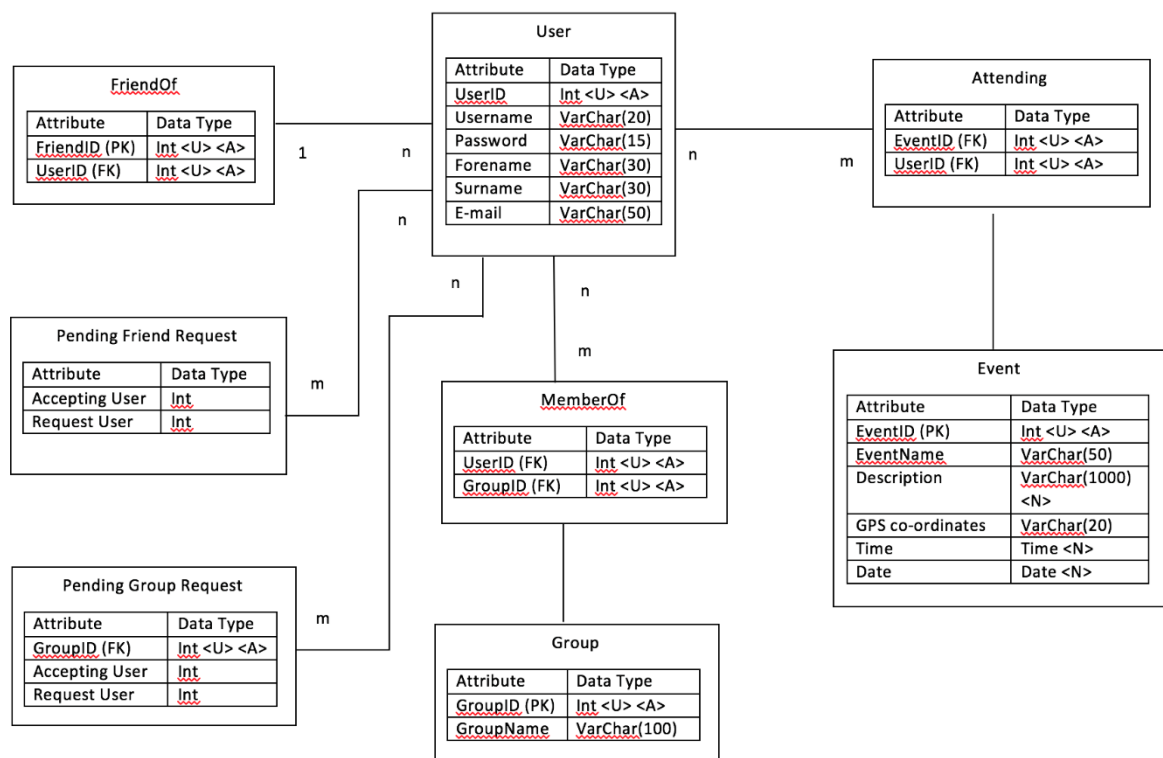 User
Attribute Data Type
UserID Int <U> <A>
Username VarChar(20)
Password VarChar(15)
Forename VarChar(30)
Surname VarChar(30)
E-mail VarChar(50)
FriendOf
Attribute Data Type
FriendID (PK) Int <U> <A>
UserID (FK) Int <U> <A>
1
n
Attending
Attribute Data Type
EventID (FK) Int <U> <A>
UserID (FK) Int <U> <A>
n
m
n
n
n
Pending Friend Request
Attribute Data Type
Accepting User Int
Request User Int
m
m
MemberOf
Attribute Data Type
UserID (FK) Int <U> <A>
GroupID (FK) Int <U> <A>
Event
Attribute Data Type
EventID (PK) Int <U> <A>
EventName VarChar(50)
Description VarChar(1000)
<N>
GPS co-ordinates VarChar(20)
Time Time <N>
Date Date <N>
Pending Group Request
Attribute Data Type
GroupID (FK) Int <U> <A>
Accepting User Int
Request User Int
m
Group
Attribute Data Type
GroupID (PK) Int <U> <A>
GroupName VarChar(100)